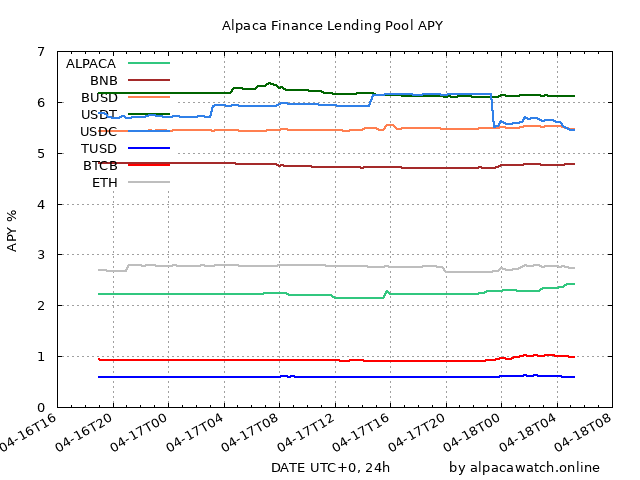 Alpaca Finance Lending Pool APY
7
6
5
4
3
2
1
0
APY %
ALPACA
BNB
BUSD
USDT
USDC
TUSD
BTCB
ETH
04-16T16
04-16T20
04-17T00
04-17T04
04-17T08
04-17T12
04-17T16
04-17T20
04-18T00
04-18T04
04-18T08
DATE UTC+0, 24h
by alpacawatch.online